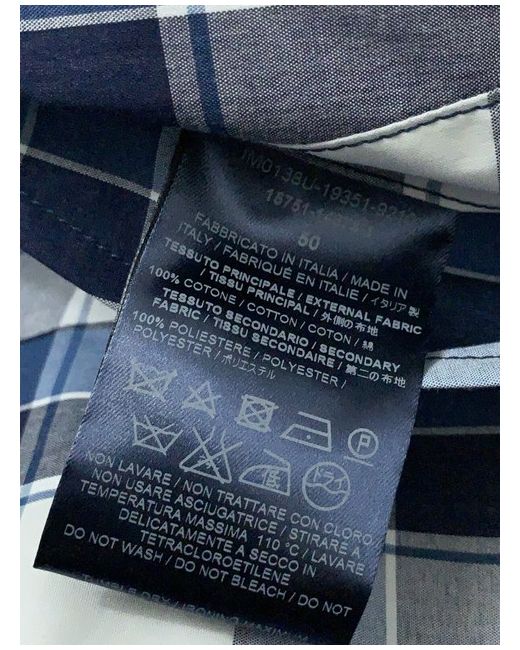 50
FABBRICATO IN ITALIA / MADE IN
ITALY / FABRIQUÉ EN ITALIE / イタリア製
TESSUTO PRINCIPALE / EXTERNAL FABRIC
/ TISSU PRINCIPAL / 外側の布地
100% COTONE / COTTON / COTON / 綿
TESSUTO SECONDARIO / SECONDARY
FABRIC / TISSU SECONDAIRE / 第二の布地
100% POLIESTERE / POLYESTER /
POLYESTER / ポリエステル
P
低 ドライ
NON LAVARE / NON TRATTARE CON CLORO
/ NON USARE ASCIUGATRICE / STIRARE A
TEMPERATURA MASSIMA 110 °C / LAVARE
DELICATAMENTE A SECCO IN
TETRACLOROETILENE
DO NOT WASH / DO NOT BLEACH / DO NOT